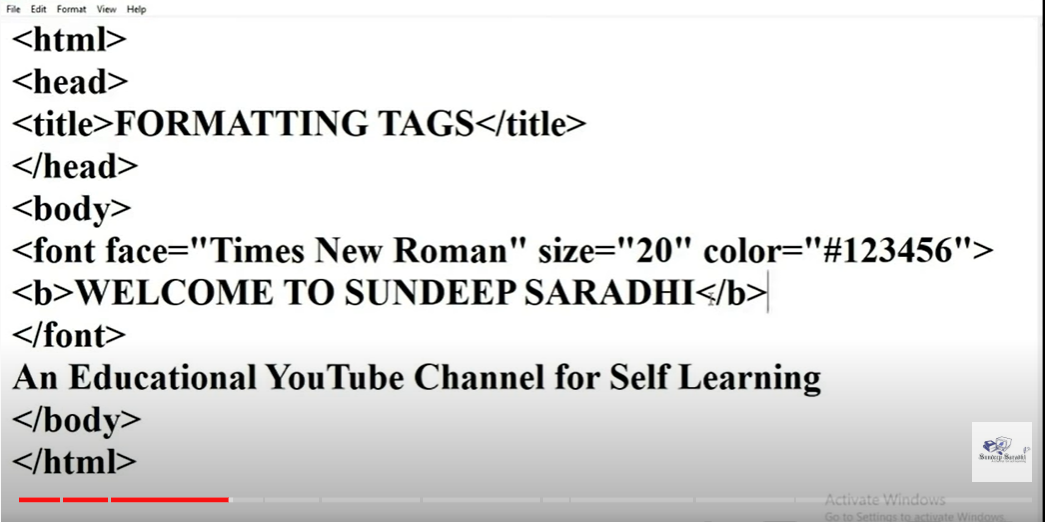 File Edit Format View Help
<html>
<head>
<title>FORMATTING TAGS</title>
</head>
<body>
<font face="Times New Roman" size="20" color="#123456">
<b>WELCOME TO SUNDEEP SARADHI</b>
</font>
An Educational YouTube Channel for Self Learning
</body>
</html>
Sundeep Saradhi
Activate Windows
Go to Settings to activate Windows.